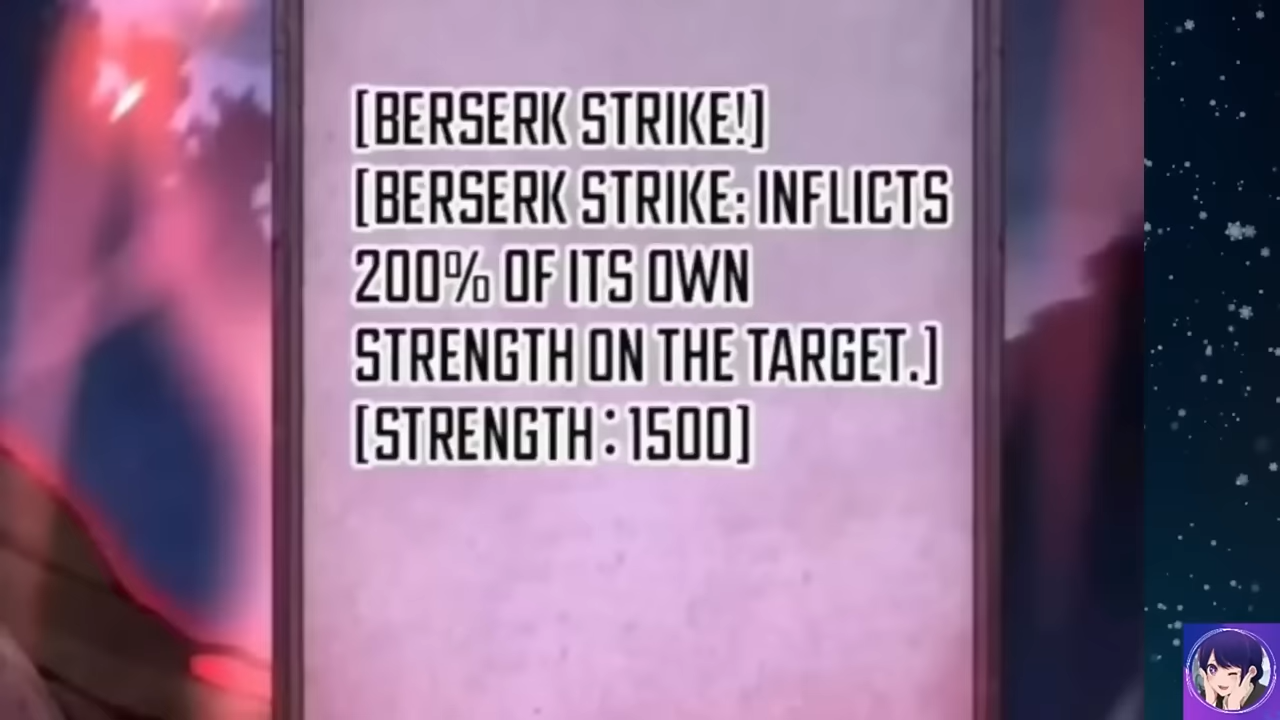 [BERSERK STRIKE!]
[BERSERK STRIKE: INFLICTS
200% OF ITS OWN
STRENGTH ON THE TARGET.]
[STRENGTH : 1500]